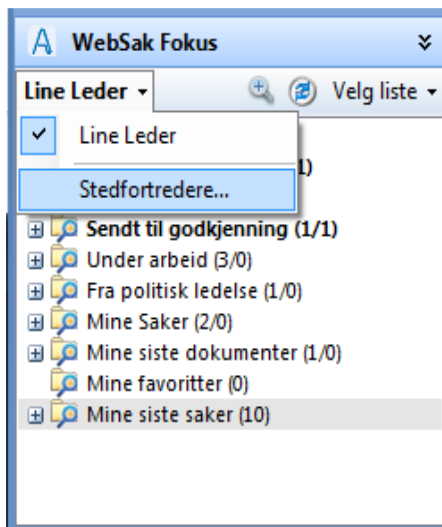 WebSak Fokus
Line Leder Velg liste
Line Leder
1)
Stedfortredere...
Sendt til godkjenning (1/1)
Under arbeid (3/0)
Fra politisk ledelse (1/0)
Mine Saker (2/0)
Mine siste dokumenter (1/0)
Mine favoritter (0)
Mine siste saker (10)